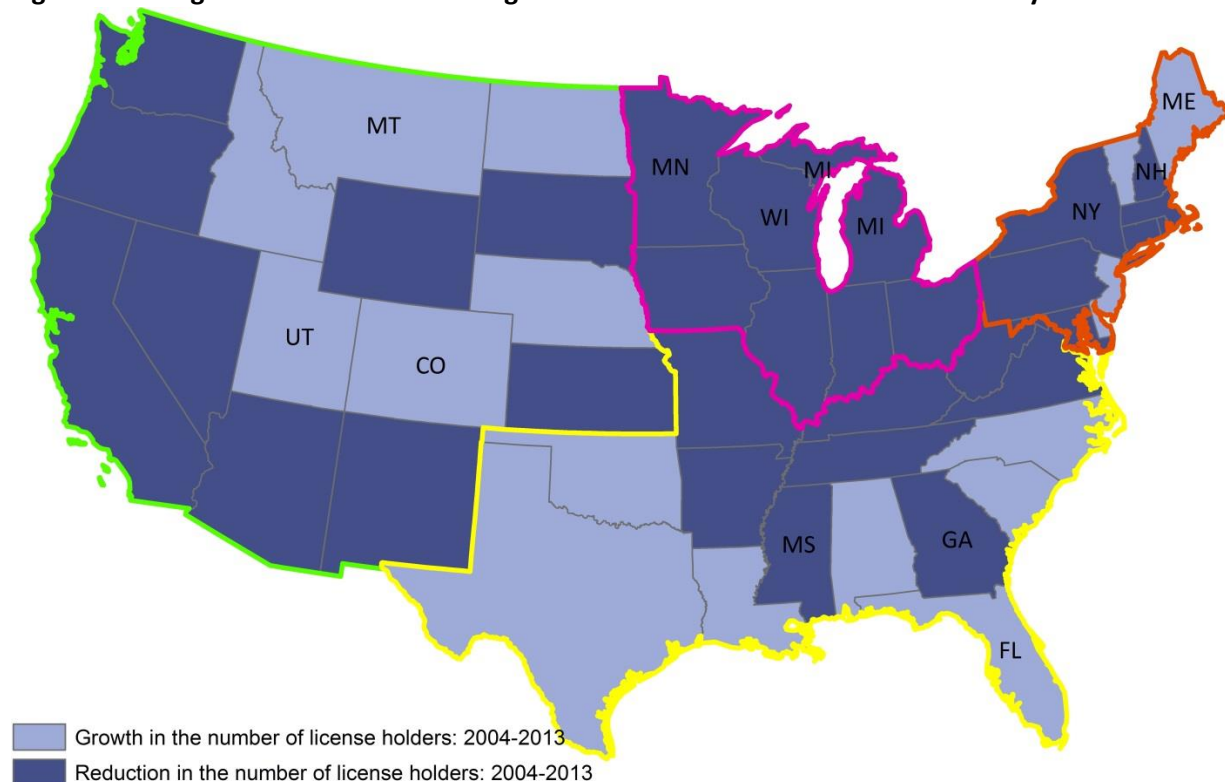 ME
MT
MN
MI
NH
NY
WI
MI
UT
CO
MS
GA
FL
Growth in the number of license holders: 2004-2013
Reduction in the number of license holders: 2004-2013